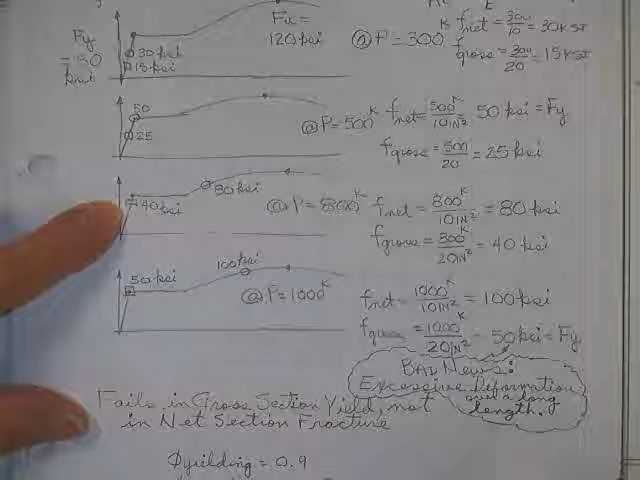 Fy = 50 ksi
Fu = 120 ksi
30 ksi
15 ksi
@ P = 300K fnet = 300/10 = 30 KSI
fgross = 300/20 = 15 KSI
50
25
@ P = 500K fnet = 500K/10 IN² = 50 ksi = Fy
fgross = 500/20 = 25 ksi
40 ksi
80 ksi
@ P = 800K fnet = 800K/10 IN² = 80 ksi
fgross = 800K/20 IN² = 40 ksi
50 ksi
100 ksi
@ P = 1000K fnet = 1000K/10 IN² = 100 ksi
fgross = 1000K/20 IN² = 50 ksi = Fy
BAD News:
Excessive Deformation
over a long
length.
Fails in Gross Section Yield, not
in Net Section Fracture
Φyielding = 0.9